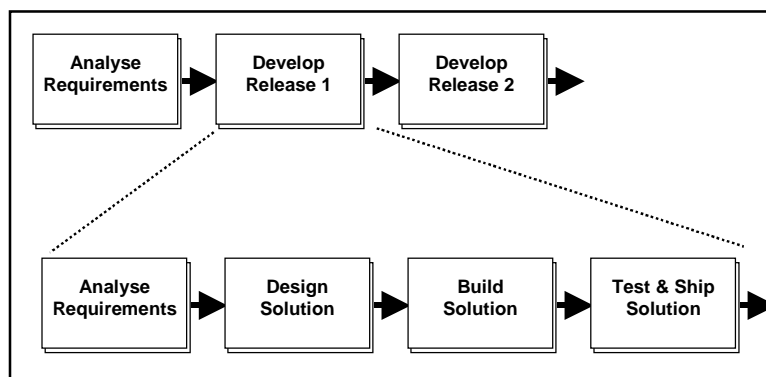 Analyse
Requirements
Develop
Release 1
Develop
Release 2
Analyse
Requirements
Design
Solution
Build
Solution
Test & Ship
Solution